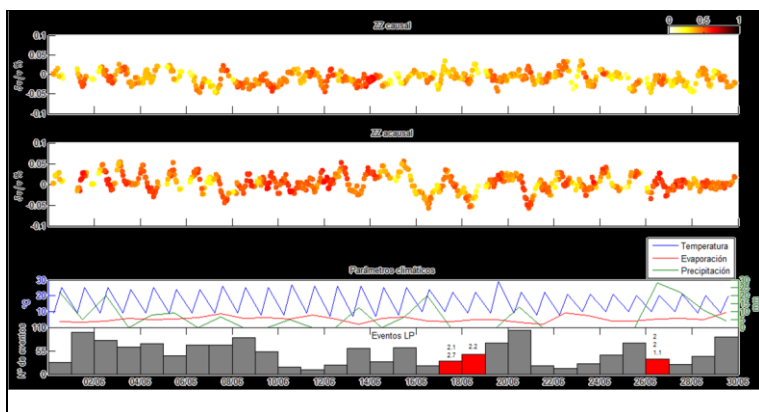 ZZ causal
0 0.5 1
0.1
0.05
0
-0.05
-0.1
δv/v %
ZZ acausal
0.1
0.05
0
-0.05
-0.1
δv/v %
Temperatura
Evaporación
Precipitación
Parámetros climáticos
30
20
10
ºC
mm
Eventos LP
Nº de eventos
100
50
0
2.1
2.7
2.2
2
2
1.1
02/06 04/06 06/06 08/06 10/06 12/06 14/06 16/06 18/06 20/06 22/06 24/06 26/06 28/06 30/06